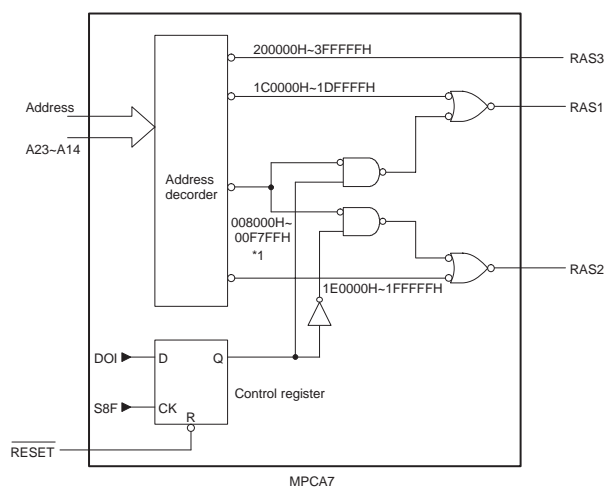 200000H~3FFFFFH
RAS3
1C0000H~1DFFFFH
Address
RAS1
A23~A14
Address
decorder
008000H~
00F7FFH
*1
1E0000H~1FFFFFH
RAS2
DOI
D
Q
Control register
S8F
CK
R
RESET
MPCA7